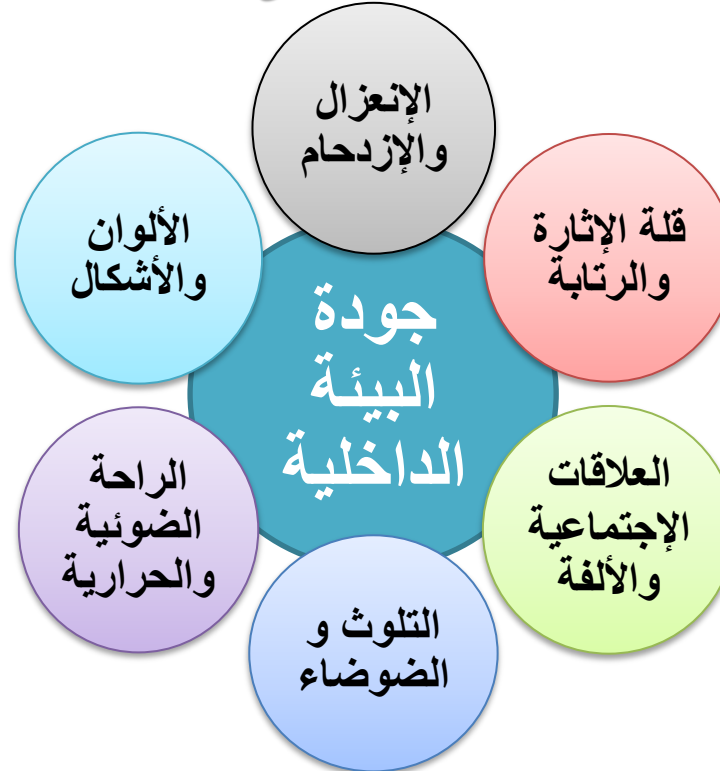 الإنعزال
والإزدحام
قلة الإثارة
والرتابة
العلاقات
الإجتماعية
والألفة
التلوث و
الضوضاء
الراحة
الضوئية
والحرارية
الألوان
والأشكال
جودة
البيئة
الداخلية